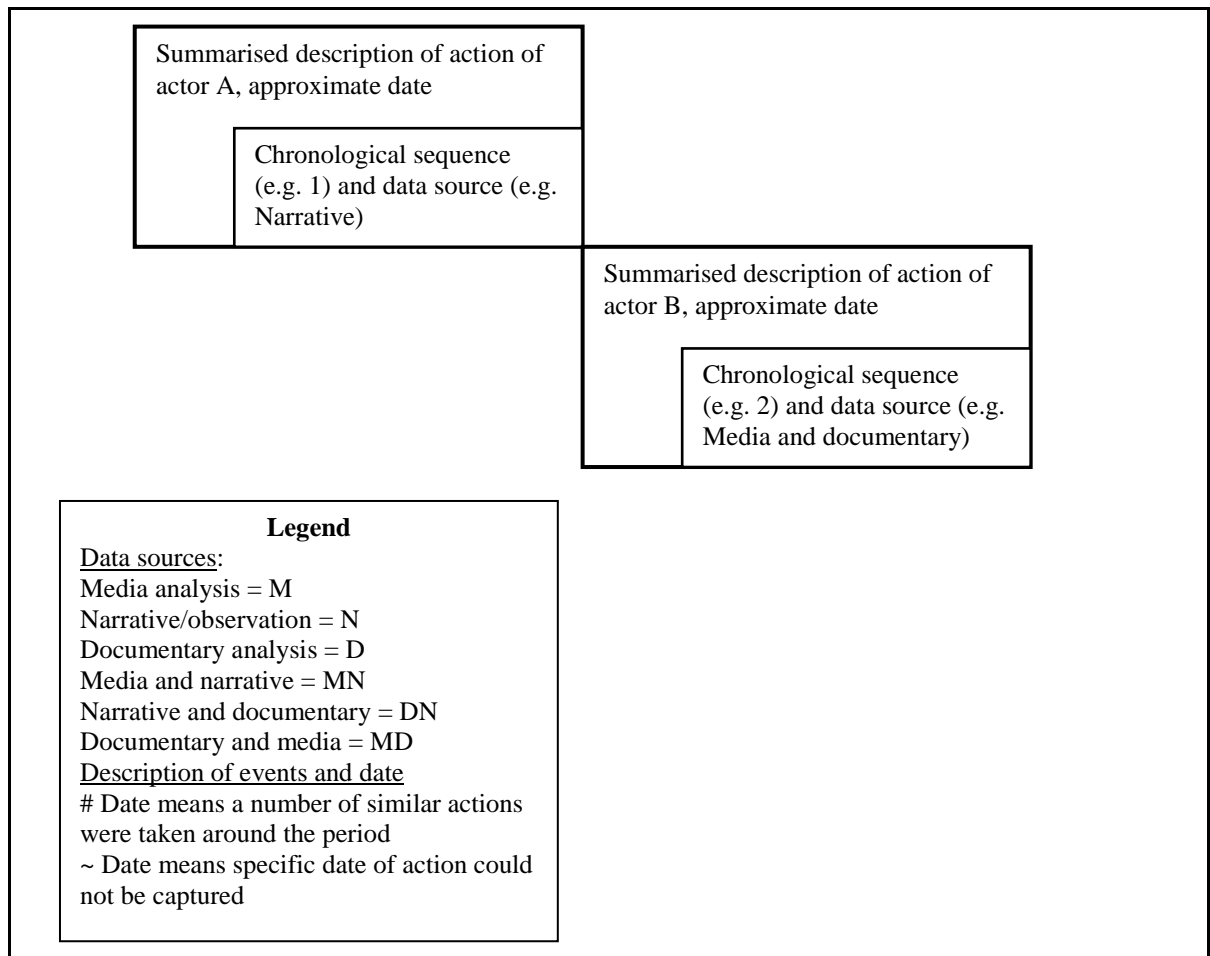 Summarised description of action of
actor A, approximate date
Chronological sequence
(e.g. 1) and data source (e.g.
Narrative)
Summarised description of action of
actor B, approximate date
Chronological sequence
(e.g. 2) and data source (e.g.
Media and documentary)
Legend
Data sources:
Media analysis = M
Narrative/observation = N
Documentary analysis = D
Media and narrative = MN
Narrative and documentary = DN
Documentary and media = MD
Description of events and date
# Date means a number of similar actions
were taken around the period
~ Date means specific date of action could
not be captured